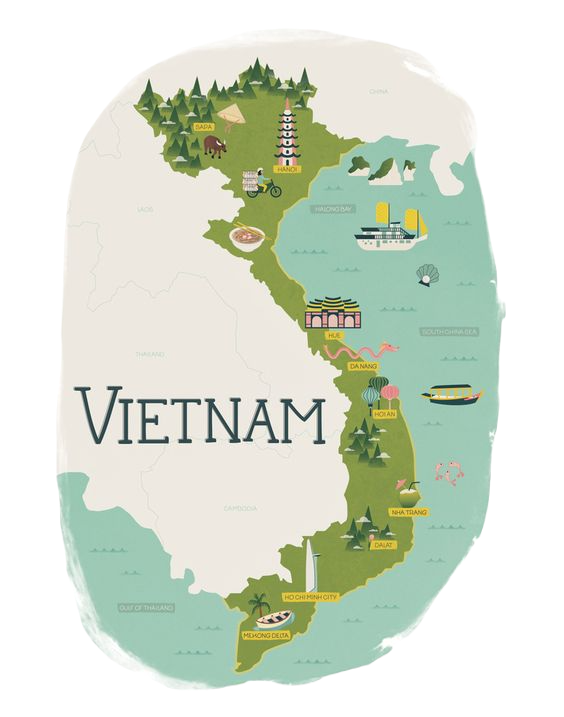 CHINA
SAPA
HANOI
LAOS
HALONG BAY
SOUTH CHINA SEA
HUE
THAILAND
DA NANG
VIETNAM
HOI AN
CAMBODIA
NHA TRANG
DALAT
HO CHI MINH CITY
GULF OF THAILAND
MEKONG DELTA